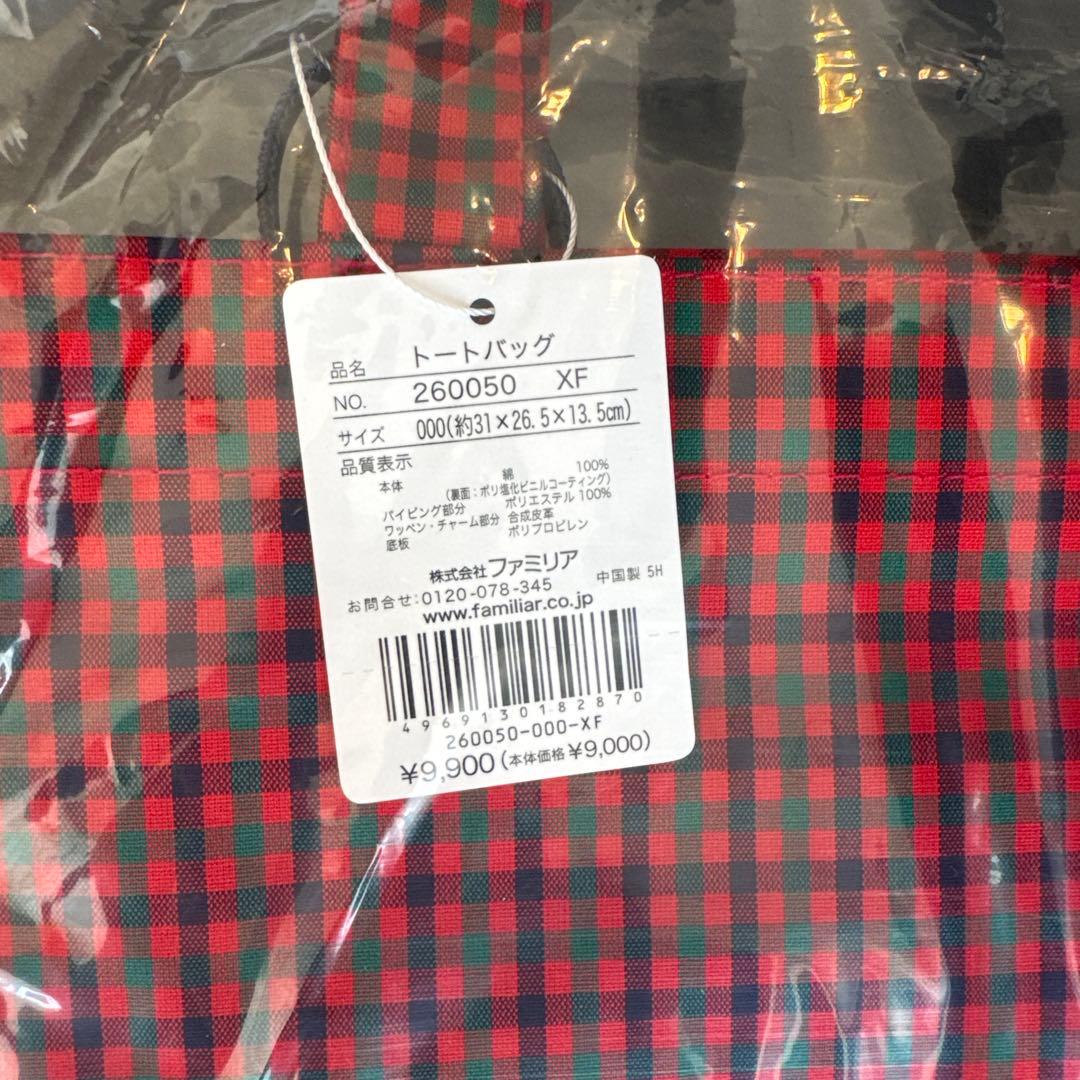 品名 トートバッグ
NO. 260050 XF
サイズ 000(約31×26.5×13.5cm)
品質表示
本体 綿 100%
(裏面:ポリ塩化ビニルコーティング)
パイピング部分 ポリエステル 100%
ワッペン・チャーム部分 合成皮革
底板 ポリプロピレン
株式会社ファミリア
お問合せ:0120-078-345 中国製 5H
www.familiar.co.jp
4969130182870
260050-000-XF
¥9,900(本体価格¥9,000)